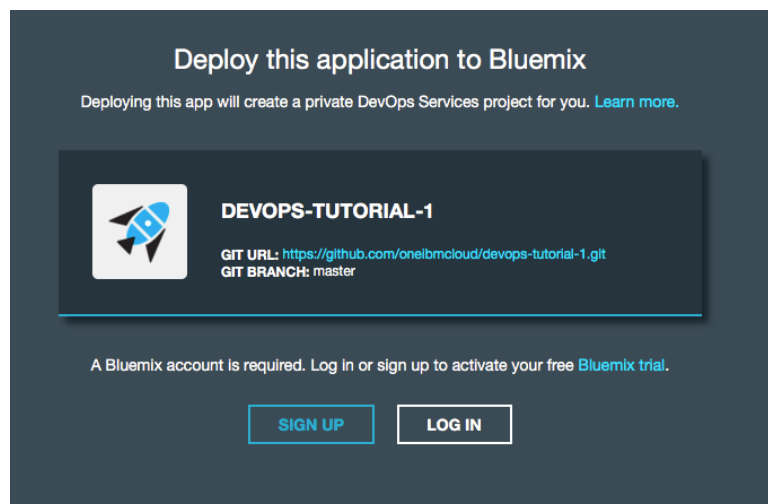 Deploy this application to Bluemix
Deploying this app will create a private DevOps Services project for you. Learn more.
DEVOPS-TUTORIAL-1
GIT URL: https://github.com/oneibmcloud/devops-tutorial-1.git
GIT BRANCH: master
A Bluemix account is required. Log in or sign up to activate your free Bluemix trial.
SIGN UP
LOG IN